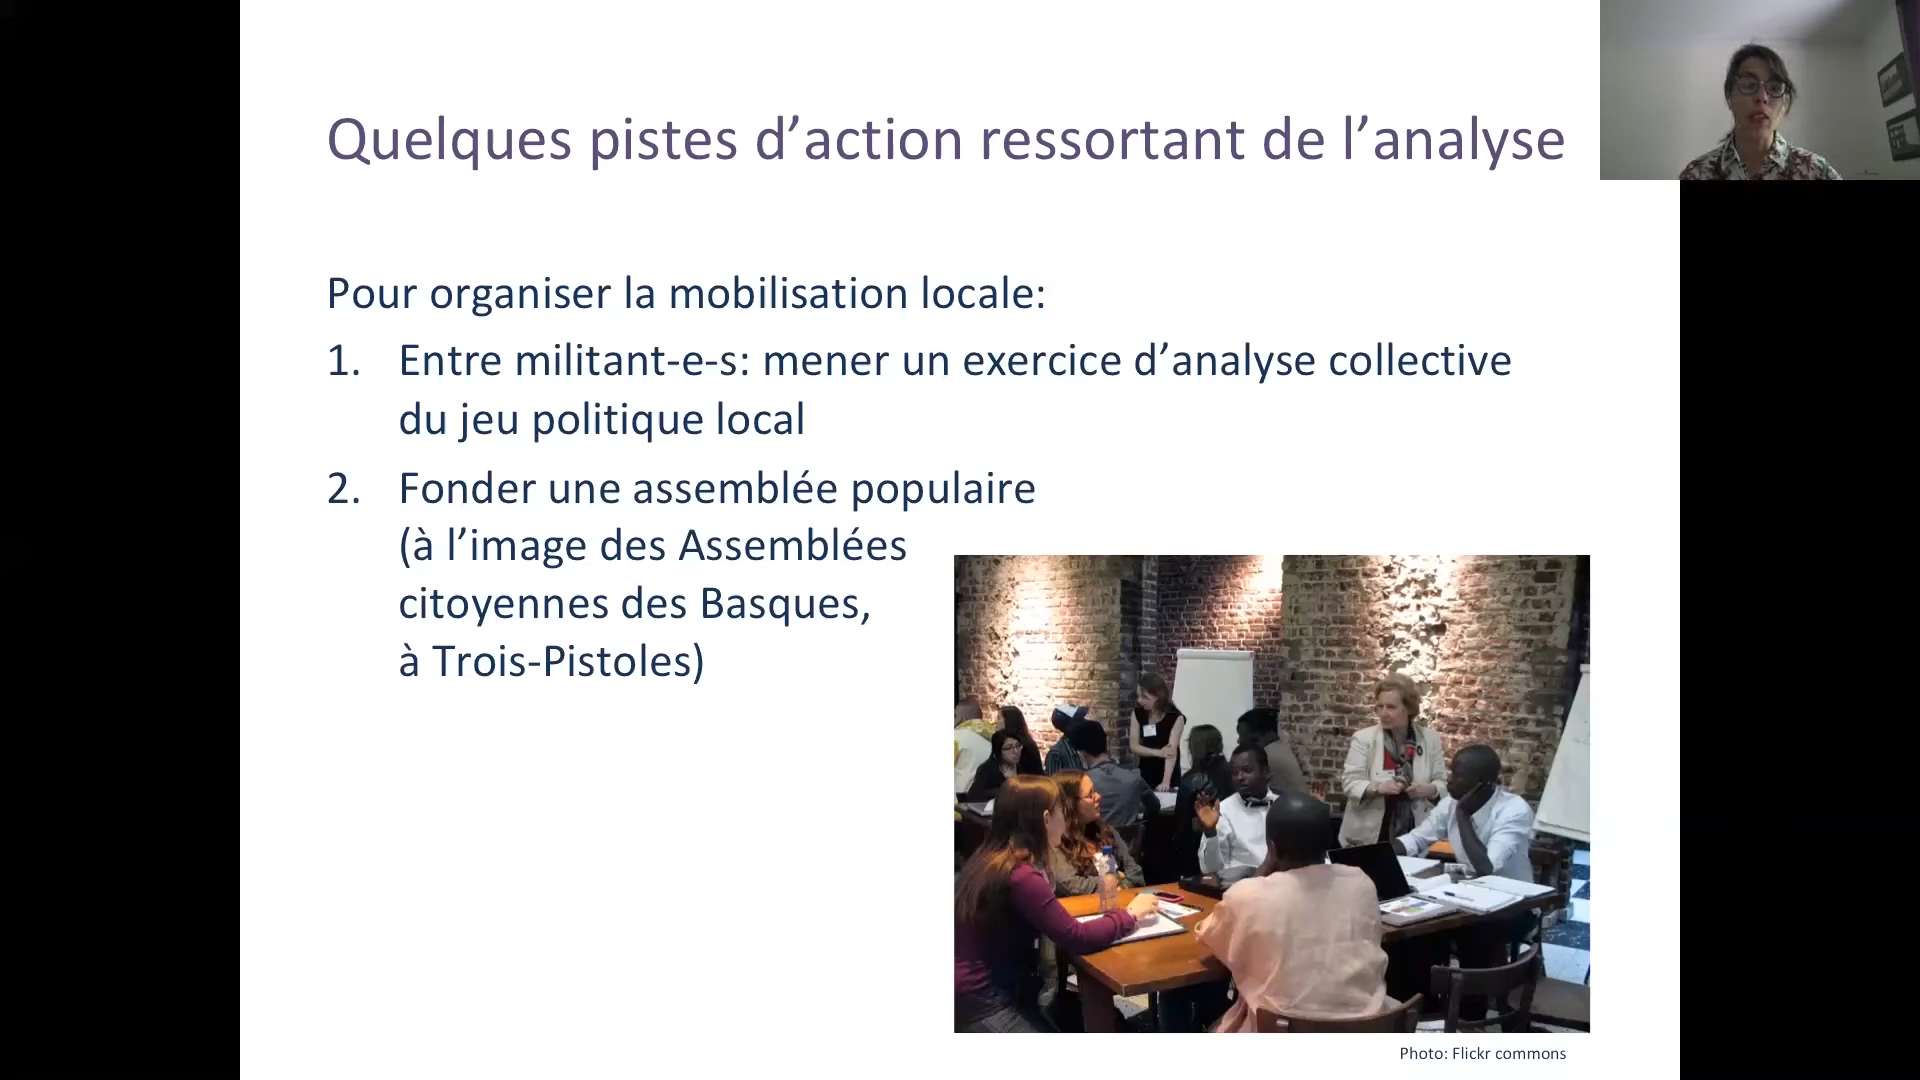 Quelques pistes d’action ressortant de l’analyse
Pour organiser la mobilisation locale:
1. Entre militant-e-s: mener un exercice d’analyse collective
du jeu politique local
2. Fonder une assemblée populaire
(à l’image des Assemblées
citoyennes des Basques,
à Trois-Pistoles)
Photo: Flickr commons